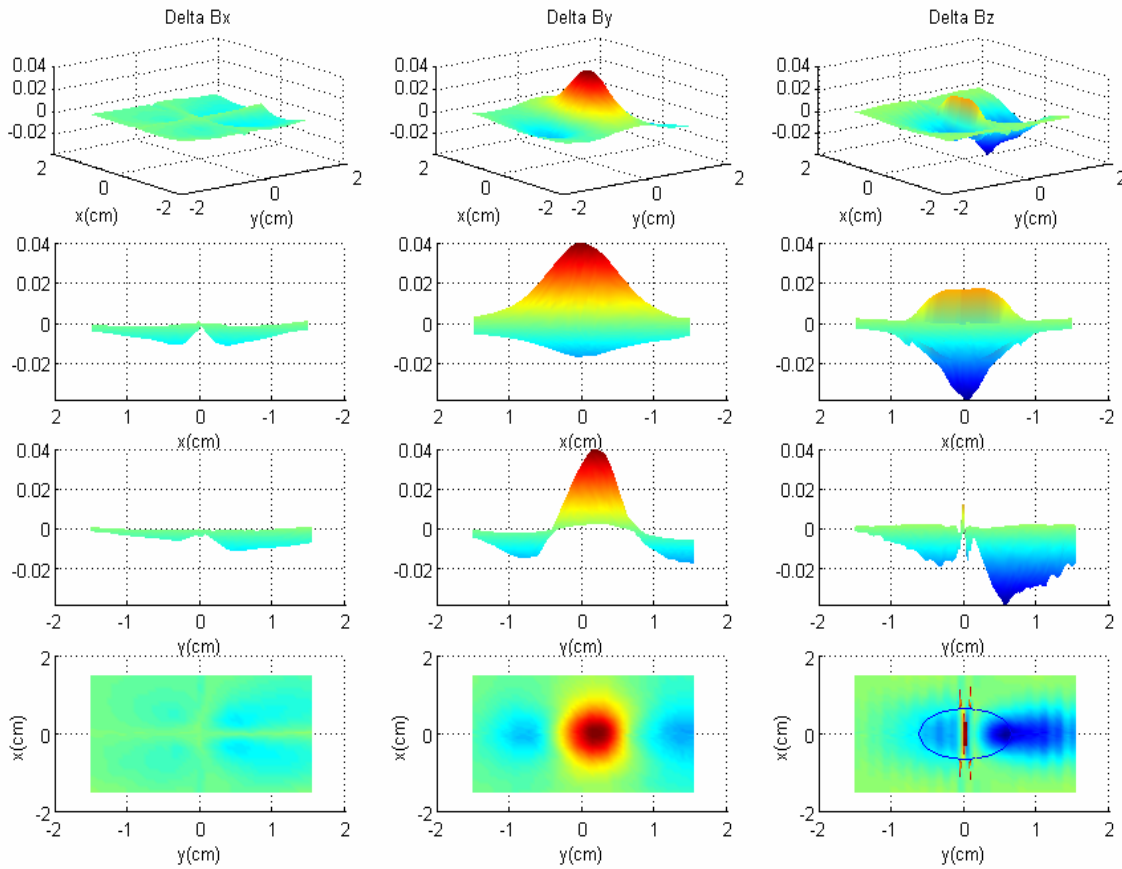 Delta Bx Delta By Delta Bz
0.04 0.04 0.04
0.02 0.02 0.02
0 0 0
-0.02 -0.02 -0.02
2 2 2 2 2 2
0 0 0 0 0 0
-2 -2 -2 -2 -2 -2
x(cm) y(cm) x(cm) y(cm) x(cm) y(cm)
0.04 0.04 0.04
0.02 0.02 0.02
0 0 0
-0.02 -0.02 -0.02
2 1 0 -1 -2 2 1 0 -1 -2 2 1 0 -1 -2
x(cm) x(cm) x(cm)
0.04 0.04 0.04
0.02 0.02 0.02
0 0 0
-0.02 -0.02 -0.02
-2 -1 0 1 2 -2 -1 0 1 2 -2 -1 0 1 2
y(cm) y(cm) y(cm)
2 2 2
x(cm) 0 x(cm) 0 x(cm) 0
-2 -2 -2
-2 -1 0 1 2 -2 -1 0 1 2 -2 -1 0 1 2
y(cm) y(cm) y(cm)